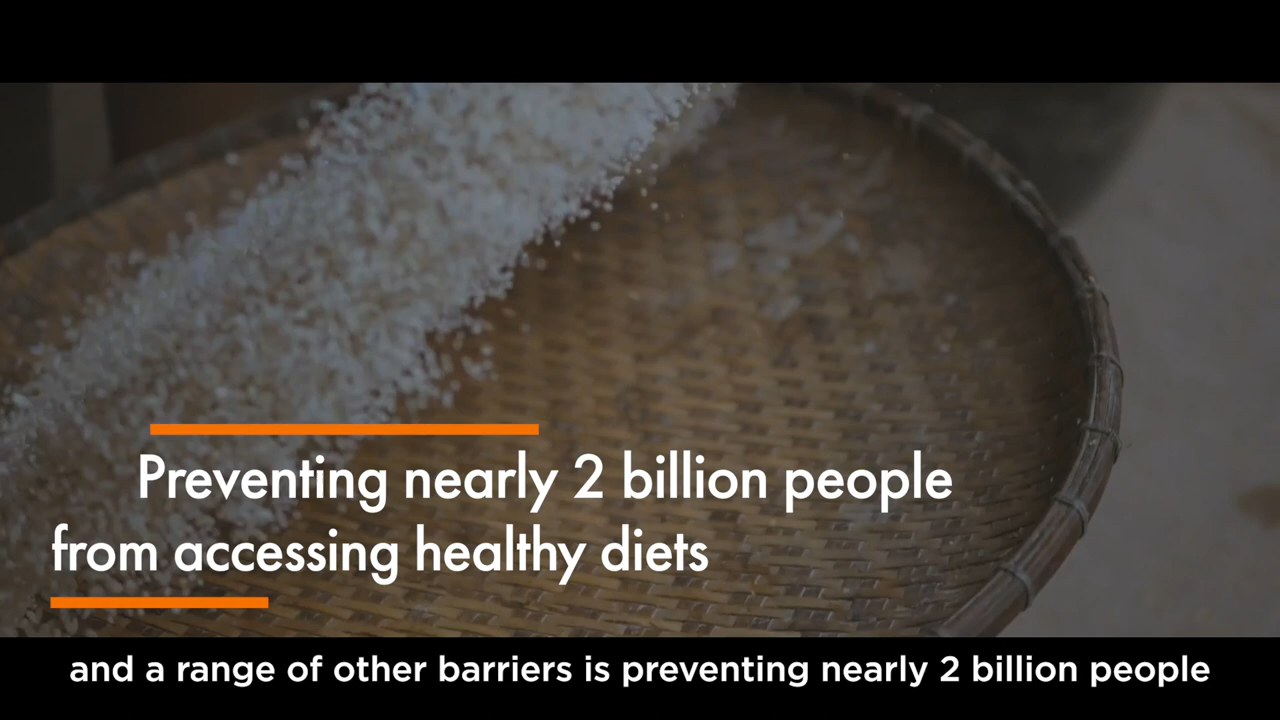 Preventing nearly 2 billion people
from accessing healthy diets
and a range of other barriers is preventing nearly 2 billion people